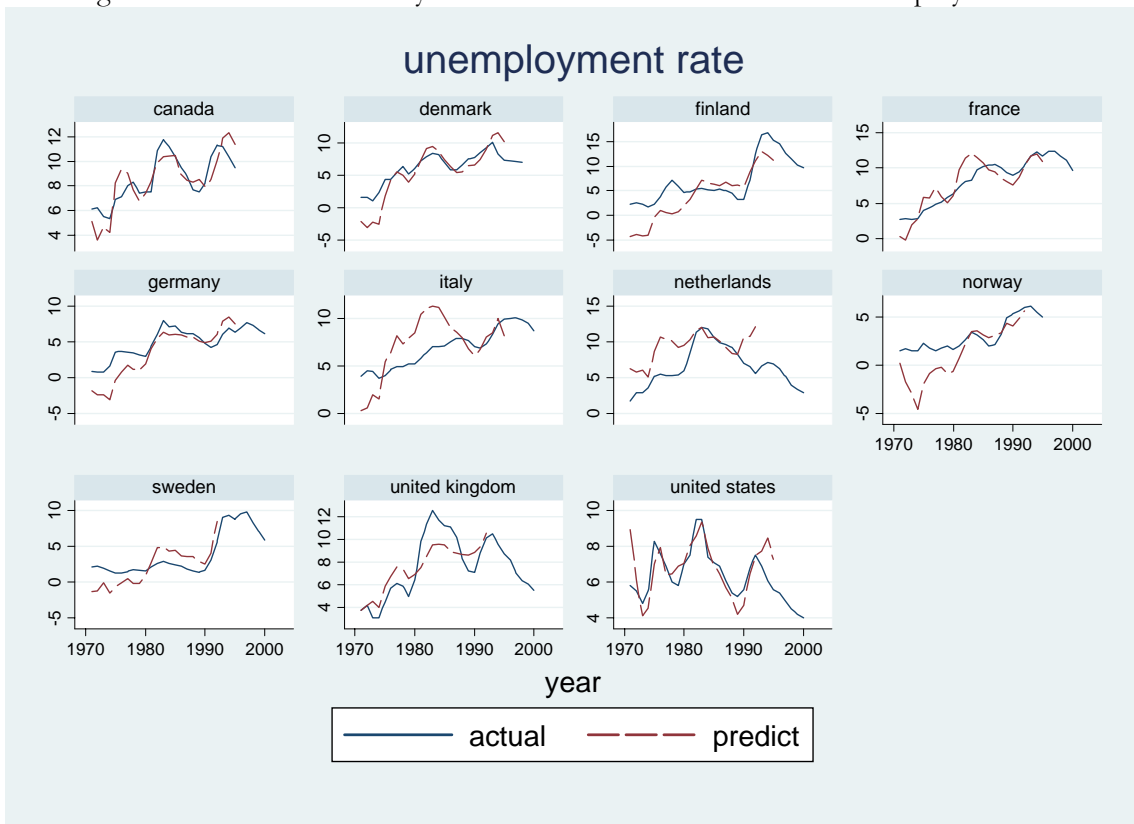 unemployment rate
canada
4 6 8 10 12
denmark
-5 0 5 10
finland
-5 0 5 10 15
france
0 5 10 15
germany
-5 0 5 10
italy
0 5 10
netherlands
0 5 10 15
norway
-5 0 5
1970 1980 1990 2000
sweden
-5 0 5 10
1970 1980 1990 2000
united kingdom
4 6 8 10 12
1970 1980 1990 2000
united states
4 6 8 10
1970 1980 1990 2000
year
actual
predict